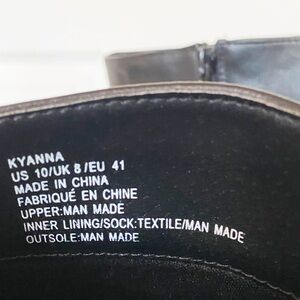 KYANNA
US 10/UK 8/EU 41
MADE IN CHINA
FABRIQUÉ EN CHINE
UPPER:MAN MADE
INNER LINING/SOCK:TEXTILE/MAN MADE
OUTSOLE:MAN MADE